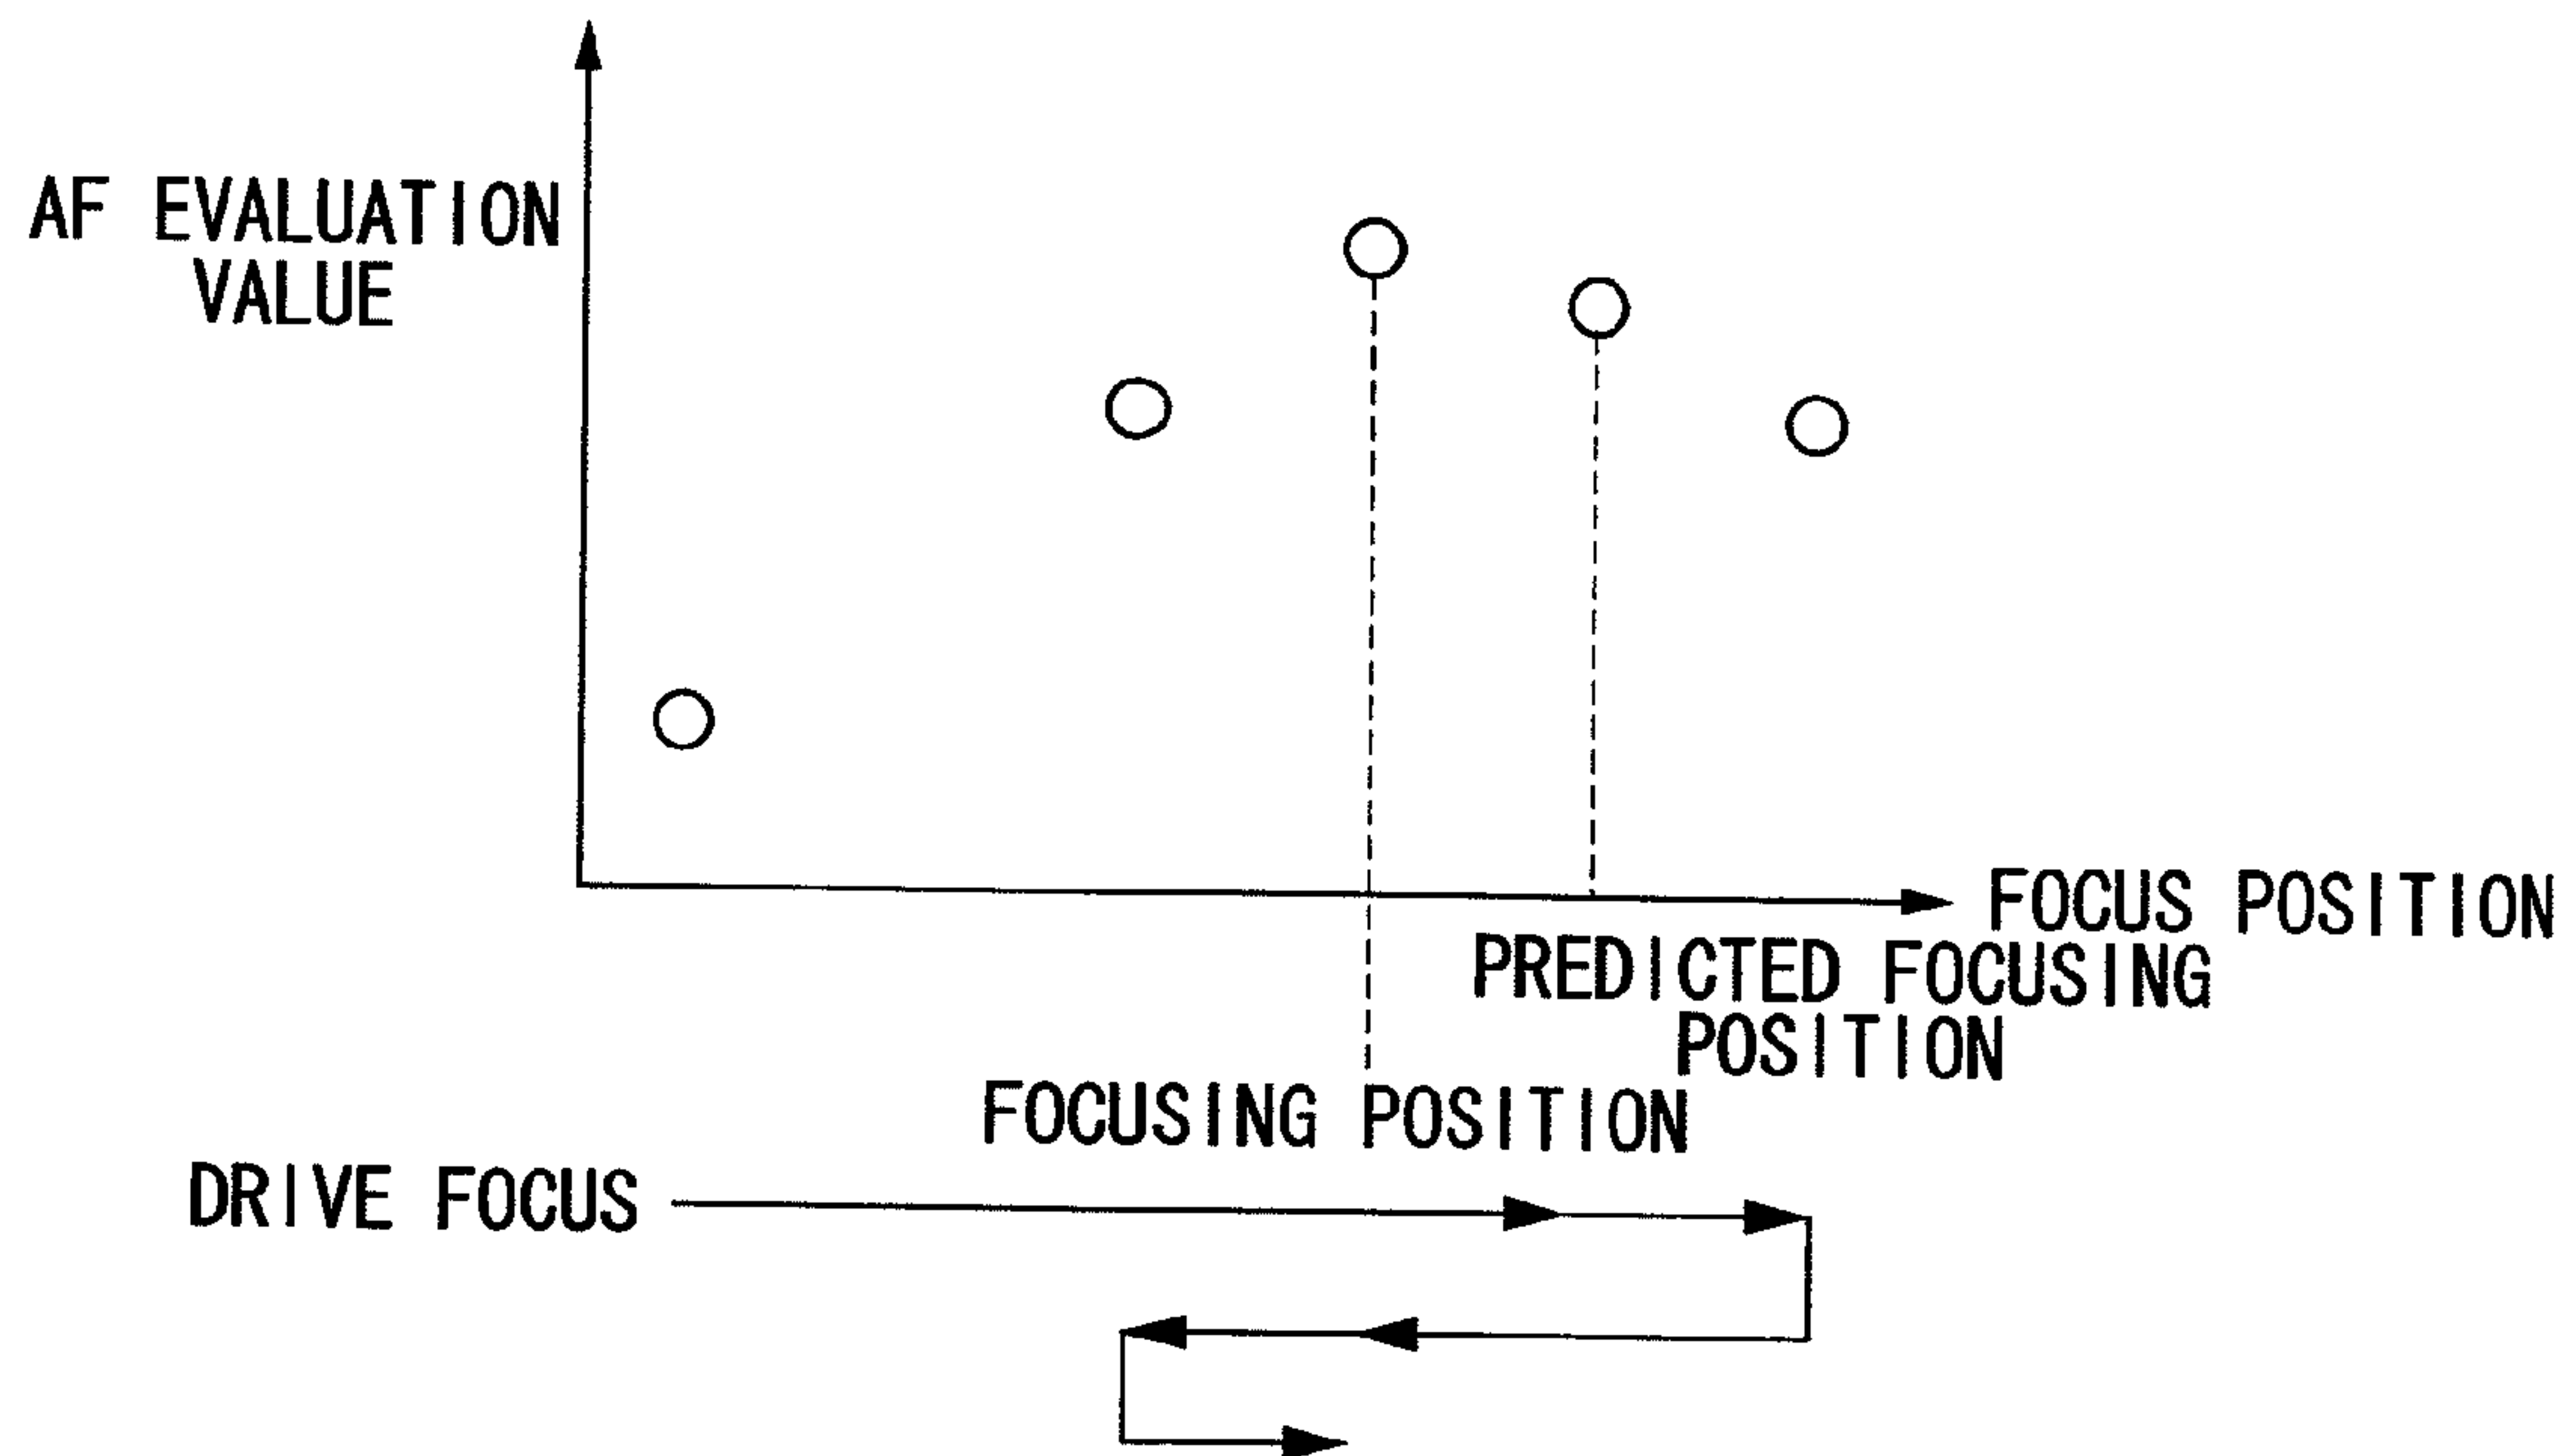 AF EVALUATION
VALUE
FOCUS POSITION
PREDICTED FOCUSING
POSITION
FOCUSING POSITION
DRIVE FOCUS